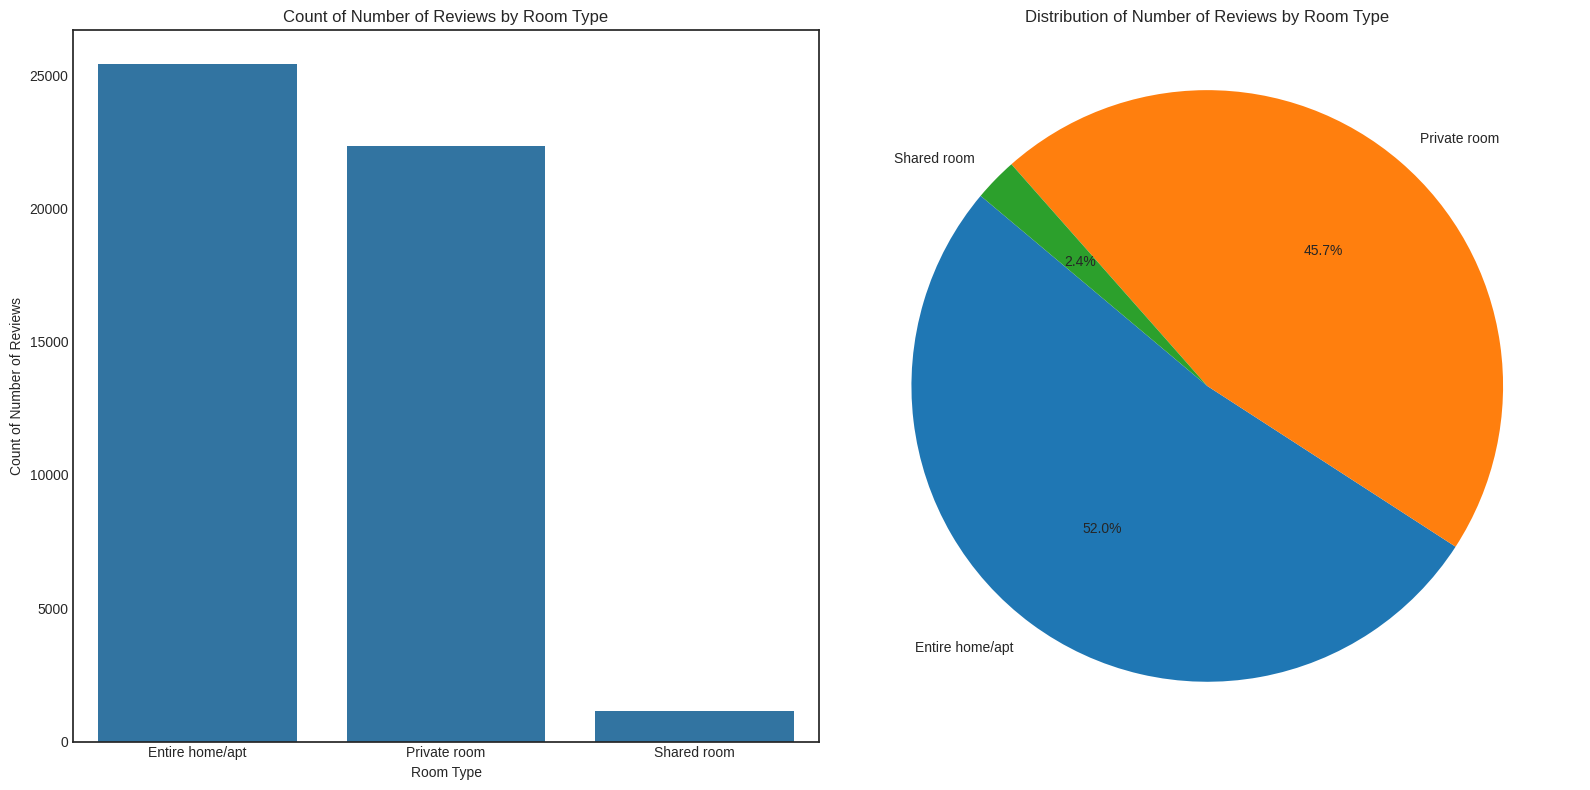 Count of Number of Reviews by Room Type
25000
20000
15000
10000
5000
0
Count of Number of Reviews
Entire home/apt
Private room
Shared room
Room Type
Distribution of Number of Reviews by Room Type
Private room
Shared room
45.7%
2.4%
52.0%
Entire home/apt